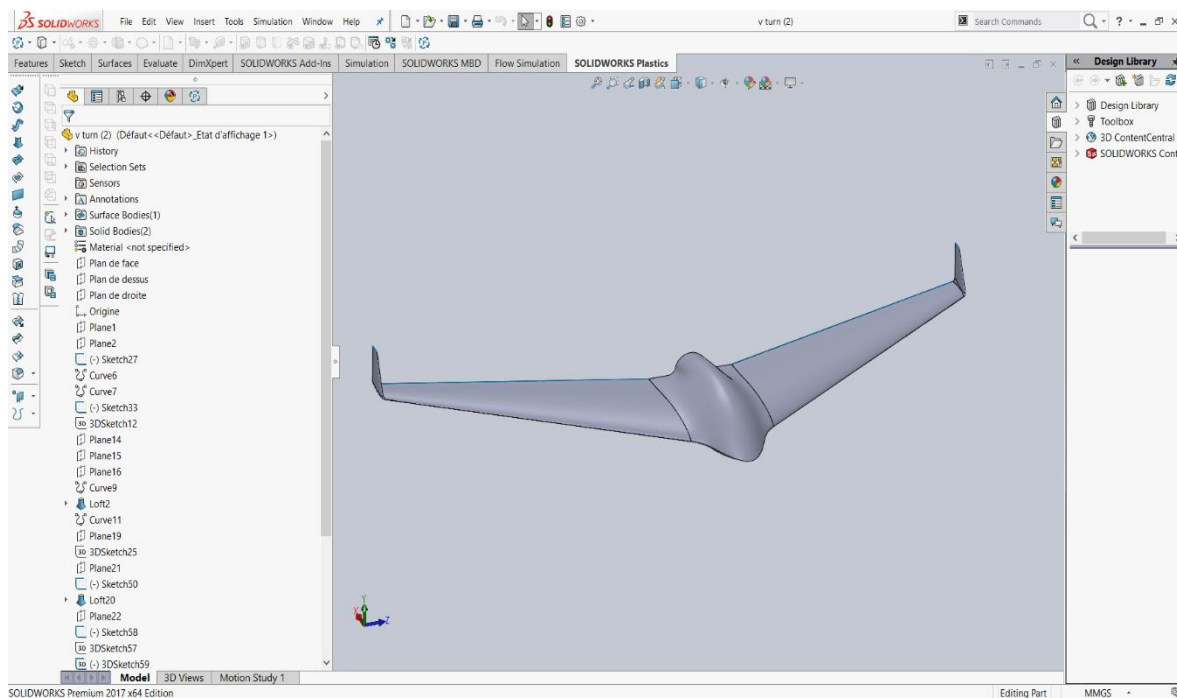 SOLIDWORKS File Edit View Insert Tools Simulation Window Help v turn (2) Search Commands
Features Sketch Surfaces Evaluate DimXpert SOLIDWORKS Add-Ins Simulation SOLIDWORKS MBD Flow Simulation SOLIDWORKS Plastics
Design Library
v turn (2) (Défaut<<Défaut>_Etat d'affichage 1>)
History
Selection Sets
Sensors
Annotations
Surface Bodies(1)
Solid Bodies(2)
Material <not specified>
Plan de face
Plan de dessus
Plan de droite
Origine
Plane1
Plane2
(-) Sketch27
Curve6
Curve7
(-) Sketch33
3DSketch12
Plane14
Plane15
Plane16
Curve9
Loft2
Curve11
Plane19
3DSketch25
Plane21
(-) Sketch50
Loft20
Plane22
(-) Sketch58
3DSketch57
(-) 3DSketch59
Design Library
Toolbox
3D ContentCentral
SOLIDWORKS Cont
Y
X
Z
Model 3D Views Motion Study 1
SOLIDWORKS Premium 2017 x64 Edition Editing Part MMGS